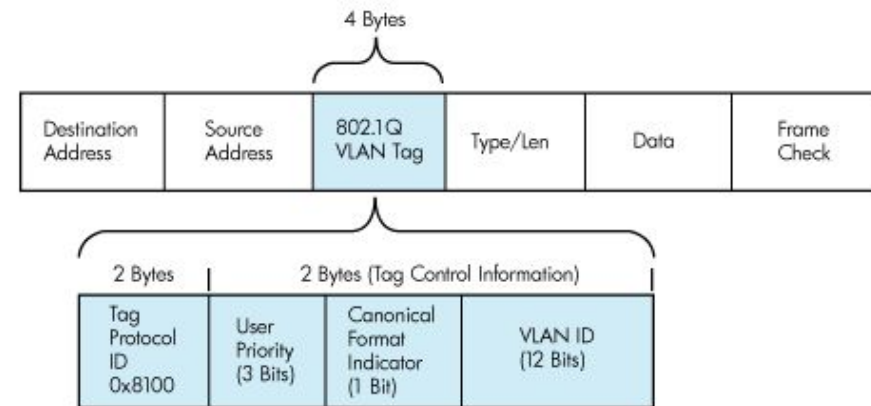 4 Bytes
Destination
Address
Source
Address
802.1Q
VLAN Tag
Type/Len
Data
Frame
Check
2 Bytes
2 Bytes (Tag Control Information)
Tag
Protocol
ID
0x8100
User
Priority
(3 Bits)
Canonical
Format
Indicator
(1 Bit)
VLAN ID
(12 Bits)